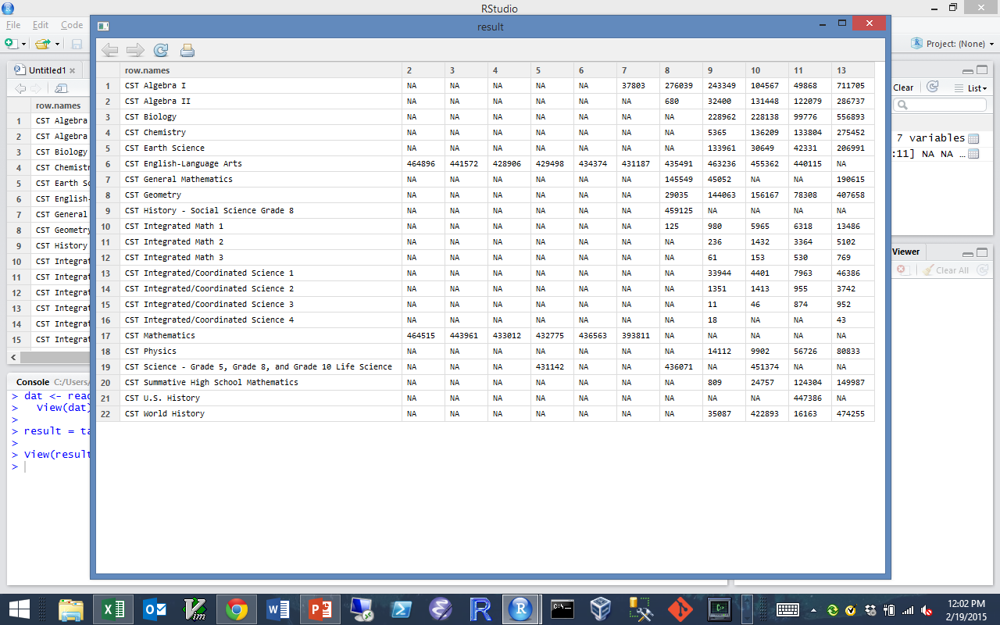 RStudio
File Edit Code
Project: (None)
result
Untitled1
row.names
1 CST Algebra
2 CST Algebra
3 CST Biology
4 CST Chemistr
5 CST Earth Sc
6 CST English-
7 CST General
8 CST Geometry
9 CST History
10 CST Integrat
11 CST Integrat
12 CST Integrat
13 CST Integrat
14 CST Integrat
15 CST Integrat
row.names 2 3 4 5 6 7 8 9 10 11 13
1 CST Algebra I NA NA NA NA NA 37803 276039 243349 104567 49868 711705
2 CST Algebra II NA NA NA NA NA NA 680 32400 131448 122079 286737
3 CST Biology NA NA NA NA NA NA NA 228962 228138 99776 556893
4 CST Chemistry NA NA NA NA NA NA NA 5365 136209 133804 275452
5 CST Earth Science NA NA NA NA NA NA NA 133961 30649 42331 206991
6 CST English-Language Arts 464896 441572 428906 429498 434374 431187 435491 463236 455362 440115 NA
7 CST General Mathematics NA NA NA NA NA NA 145549 45052 NA NA 190615
8 CST Geometry NA NA NA NA NA NA 29035 144063 156167 78308 407658
9 CST History - Social Science Grade 8 NA NA NA NA NA NA 459125 NA NA NA NA
10 CST Integrated Math 1 NA NA NA NA NA NA 125 980 5965 6318 13486
11 CST Integrated Math 2 NA NA NA NA NA NA NA 236 1432 3364 5102
12 CST Integrated Math 3 NA NA NA NA NA NA NA 61 153 530 769
13 CST Integrated/Coordinated Science 1 NA NA NA NA NA NA NA 33944 4401 7963 46386
14 CST Integrated/Coordinated Science 2 NA NA NA NA NA NA NA 1351 1413 955 3742
15 CST Integrated/Coordinated Science 3 NA NA NA NA NA NA NA 11 46 874 952
16 CST Integrated/Coordinated Science 4 NA NA NA NA NA NA NA 18 NA NA 43
17 CST Mathematics 464515 443961 433012 432775 436563 393811 NA NA NA NA NA
18 CST Physics NA NA NA NA NA NA NA 14112 9902 56726 80833
19 CST Science - Grade 5, Grade 8, and Grade 10 Life Science NA NA NA 431142 NA NA 436071 NA 451374 NA NA
20 CST Summative High School Mathematics NA NA NA NA NA NA NA 809 24757 124304 149987
21 CST U.S. History NA NA NA NA NA NA NA NA NA 447386 NA
22 CST World History NA NA NA NA NA NA NA 35087 422893 16163 474255
Clear List
7 variables
:11] NA NA …
Viewer
Clear All
Console C:/Users/
> dat <- read
> View(dat)
>
> result = ta
>
> View(result
>
12:02 PM
2/19/2015